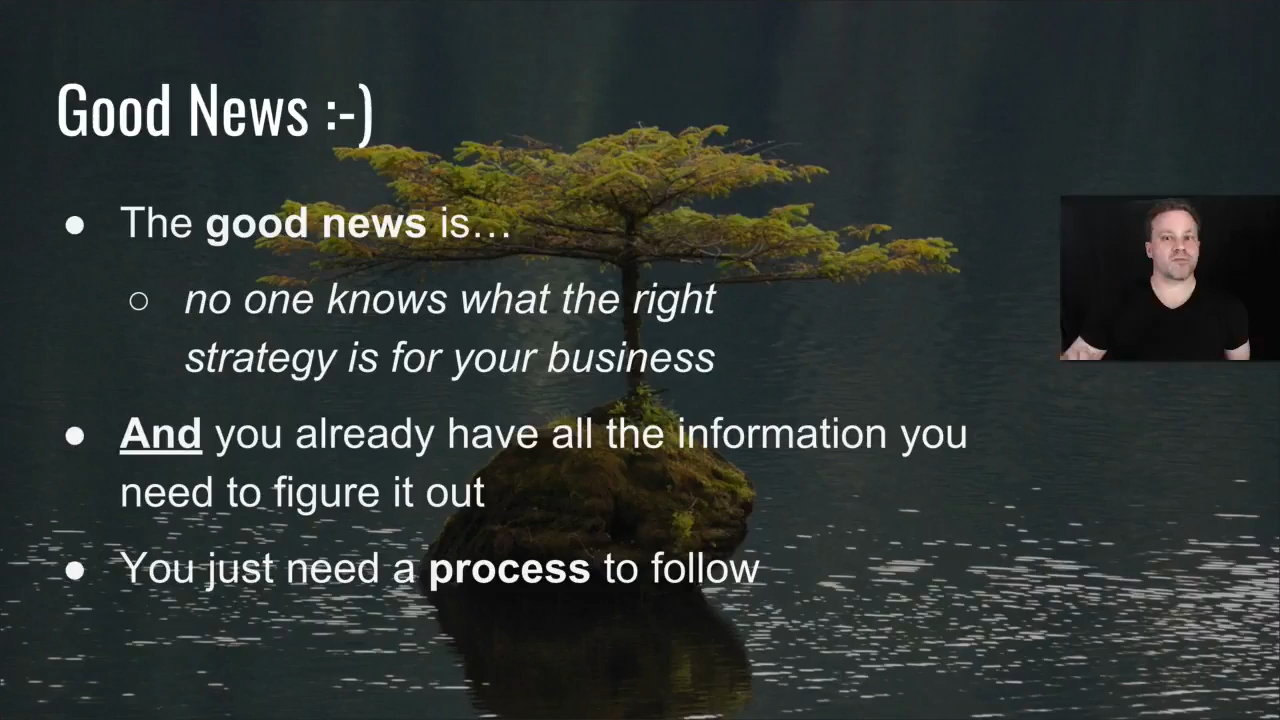 Good News :-)
● The good news is…
○ no one knows what the right
strategy is for your business
● And you already have all the information you
need to figure it out
● You just need a process to follow